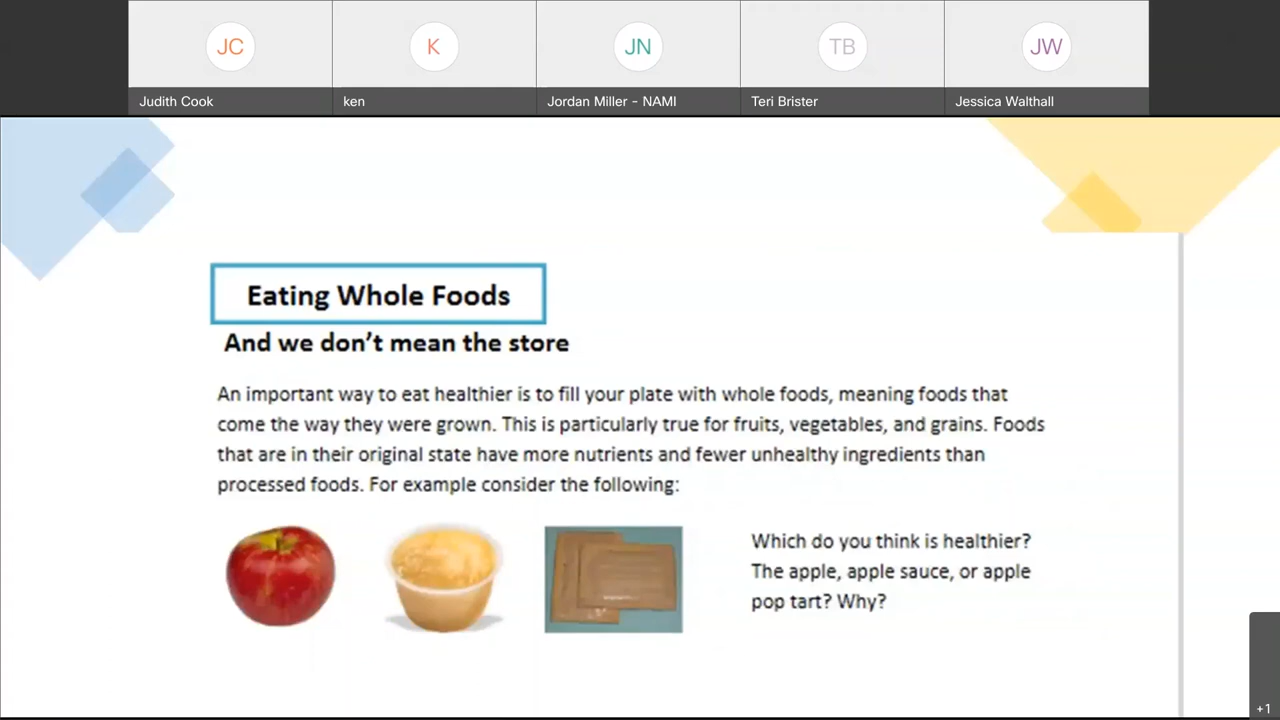 JC
K
JN
TB
JW
Judith Cook
ken
Jordan Miller - NAMI
Teri Brister
Jessica Walthall
Eating Whole Foods
And we don't mean the store
An important way to eat healthier is to fill your plate with whole foods, meaning foods that
come the way they were grown. This is particularly true for fruits, vegetables, and grains. Foods
that are in their original state have more nutrients and fewer unhealthy ingredients than
processed foods. For example consider the following:
Which do you think is healthier?
The apple, apple sauce, or apple
pop tart? Why?
+1